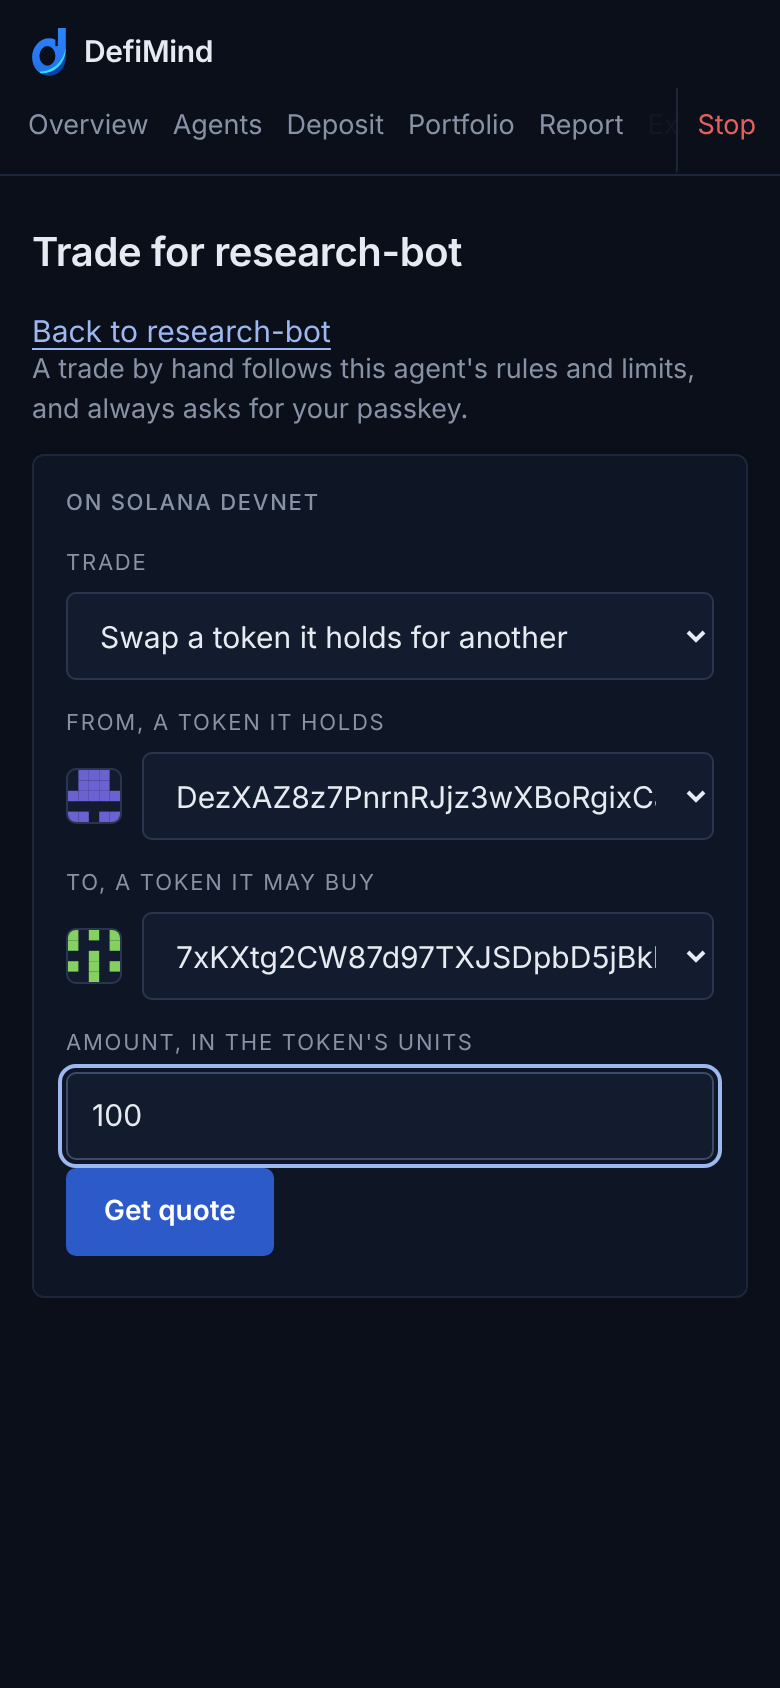 DefiMind
Overview Agents Deposit Portfolio Report Ex Stop
Trade for research-bot
Back to research-bot
A trade by hand follows this agent's rules and limits,
and always asks for your passkey.
ON SOLANA DEVNET
TRADE
Swap a token it holds for another
FROM, A TOKEN IT HOLDS
DezXAZ8z7PnrnRJjz3wXBoRgixC
TO, A TOKEN IT MAY BUY
7xKXtg2CW87d97TXJSDpbD5jBk
AMOUNT, IN THE TOKEN'S UNITS
100
Get quote